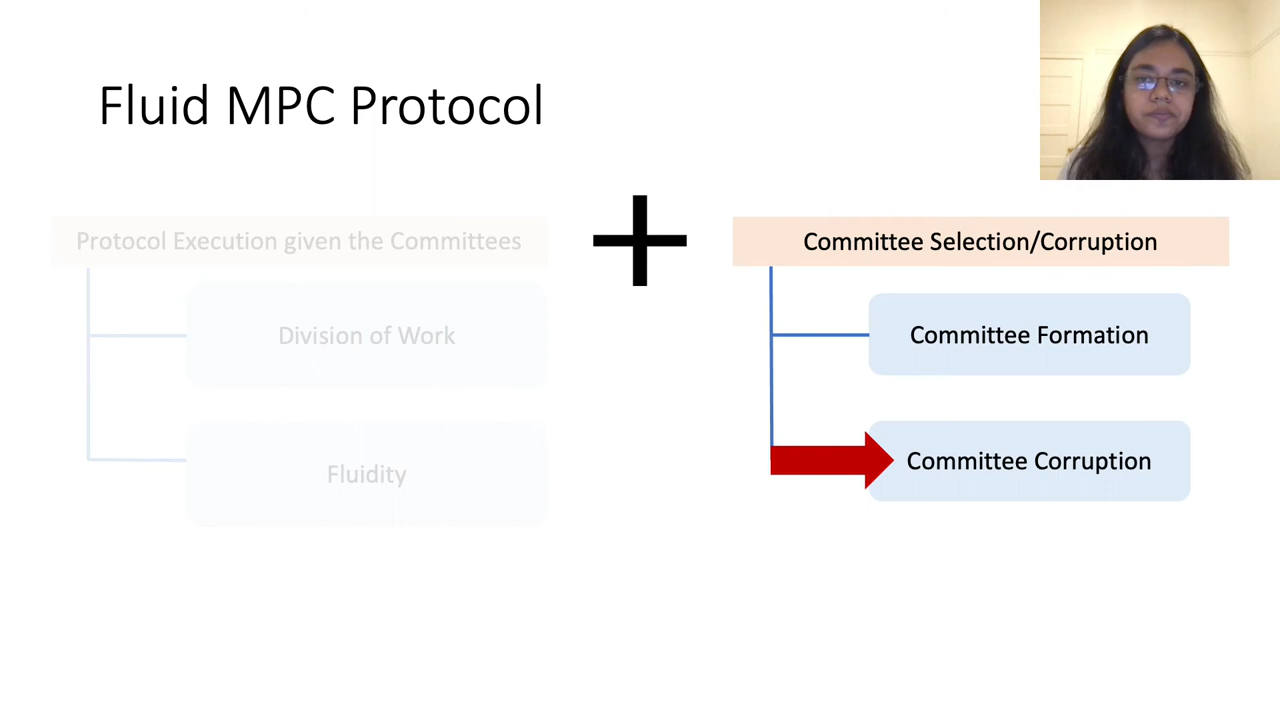 Fluid MPC Protocol
Protocol Execution given the Committees
Division of Work
Fluidity
Committee Selection/Corruption
Committee Formation
Committee Corruption